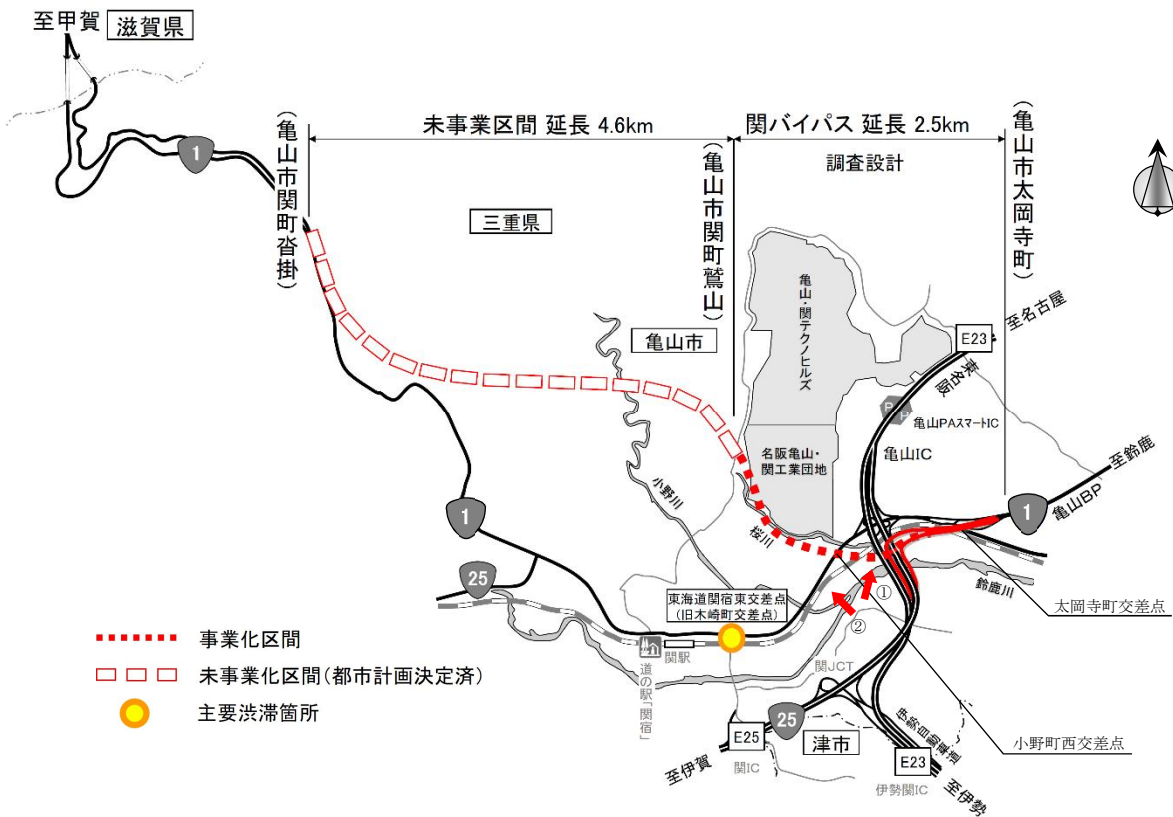 至甲賀
滋賀県
1
未事業区間 延長 4.6km
関バイパス 延長 2.5km
調査設計
(亀山市関町沓掛)
(亀山市関町鷲山)
(亀山市太岡寺町)
三重県
亀山市
亀山・関テクノヒルズ
名阪亀山・
関工業団地
至名古屋
E23
東名阪
P
亀山PAスマートIC
亀山IC
至鈴鹿
亀山BP
1
小野川
桜川
鈴鹿川
太岡寺町交差点
1
25
東海道関宿東交差点
(旧木崎町交差点)
①
②
関駅
道の駅「関宿」
関JCT
事業化区間
未事業化区間(都市計画決定済)
主要渋滞箇所
25
E25
関IC
至伊賀
津市
伊勢自動車道
E23
伊勢関IC
至伊勢
小野町西交差点